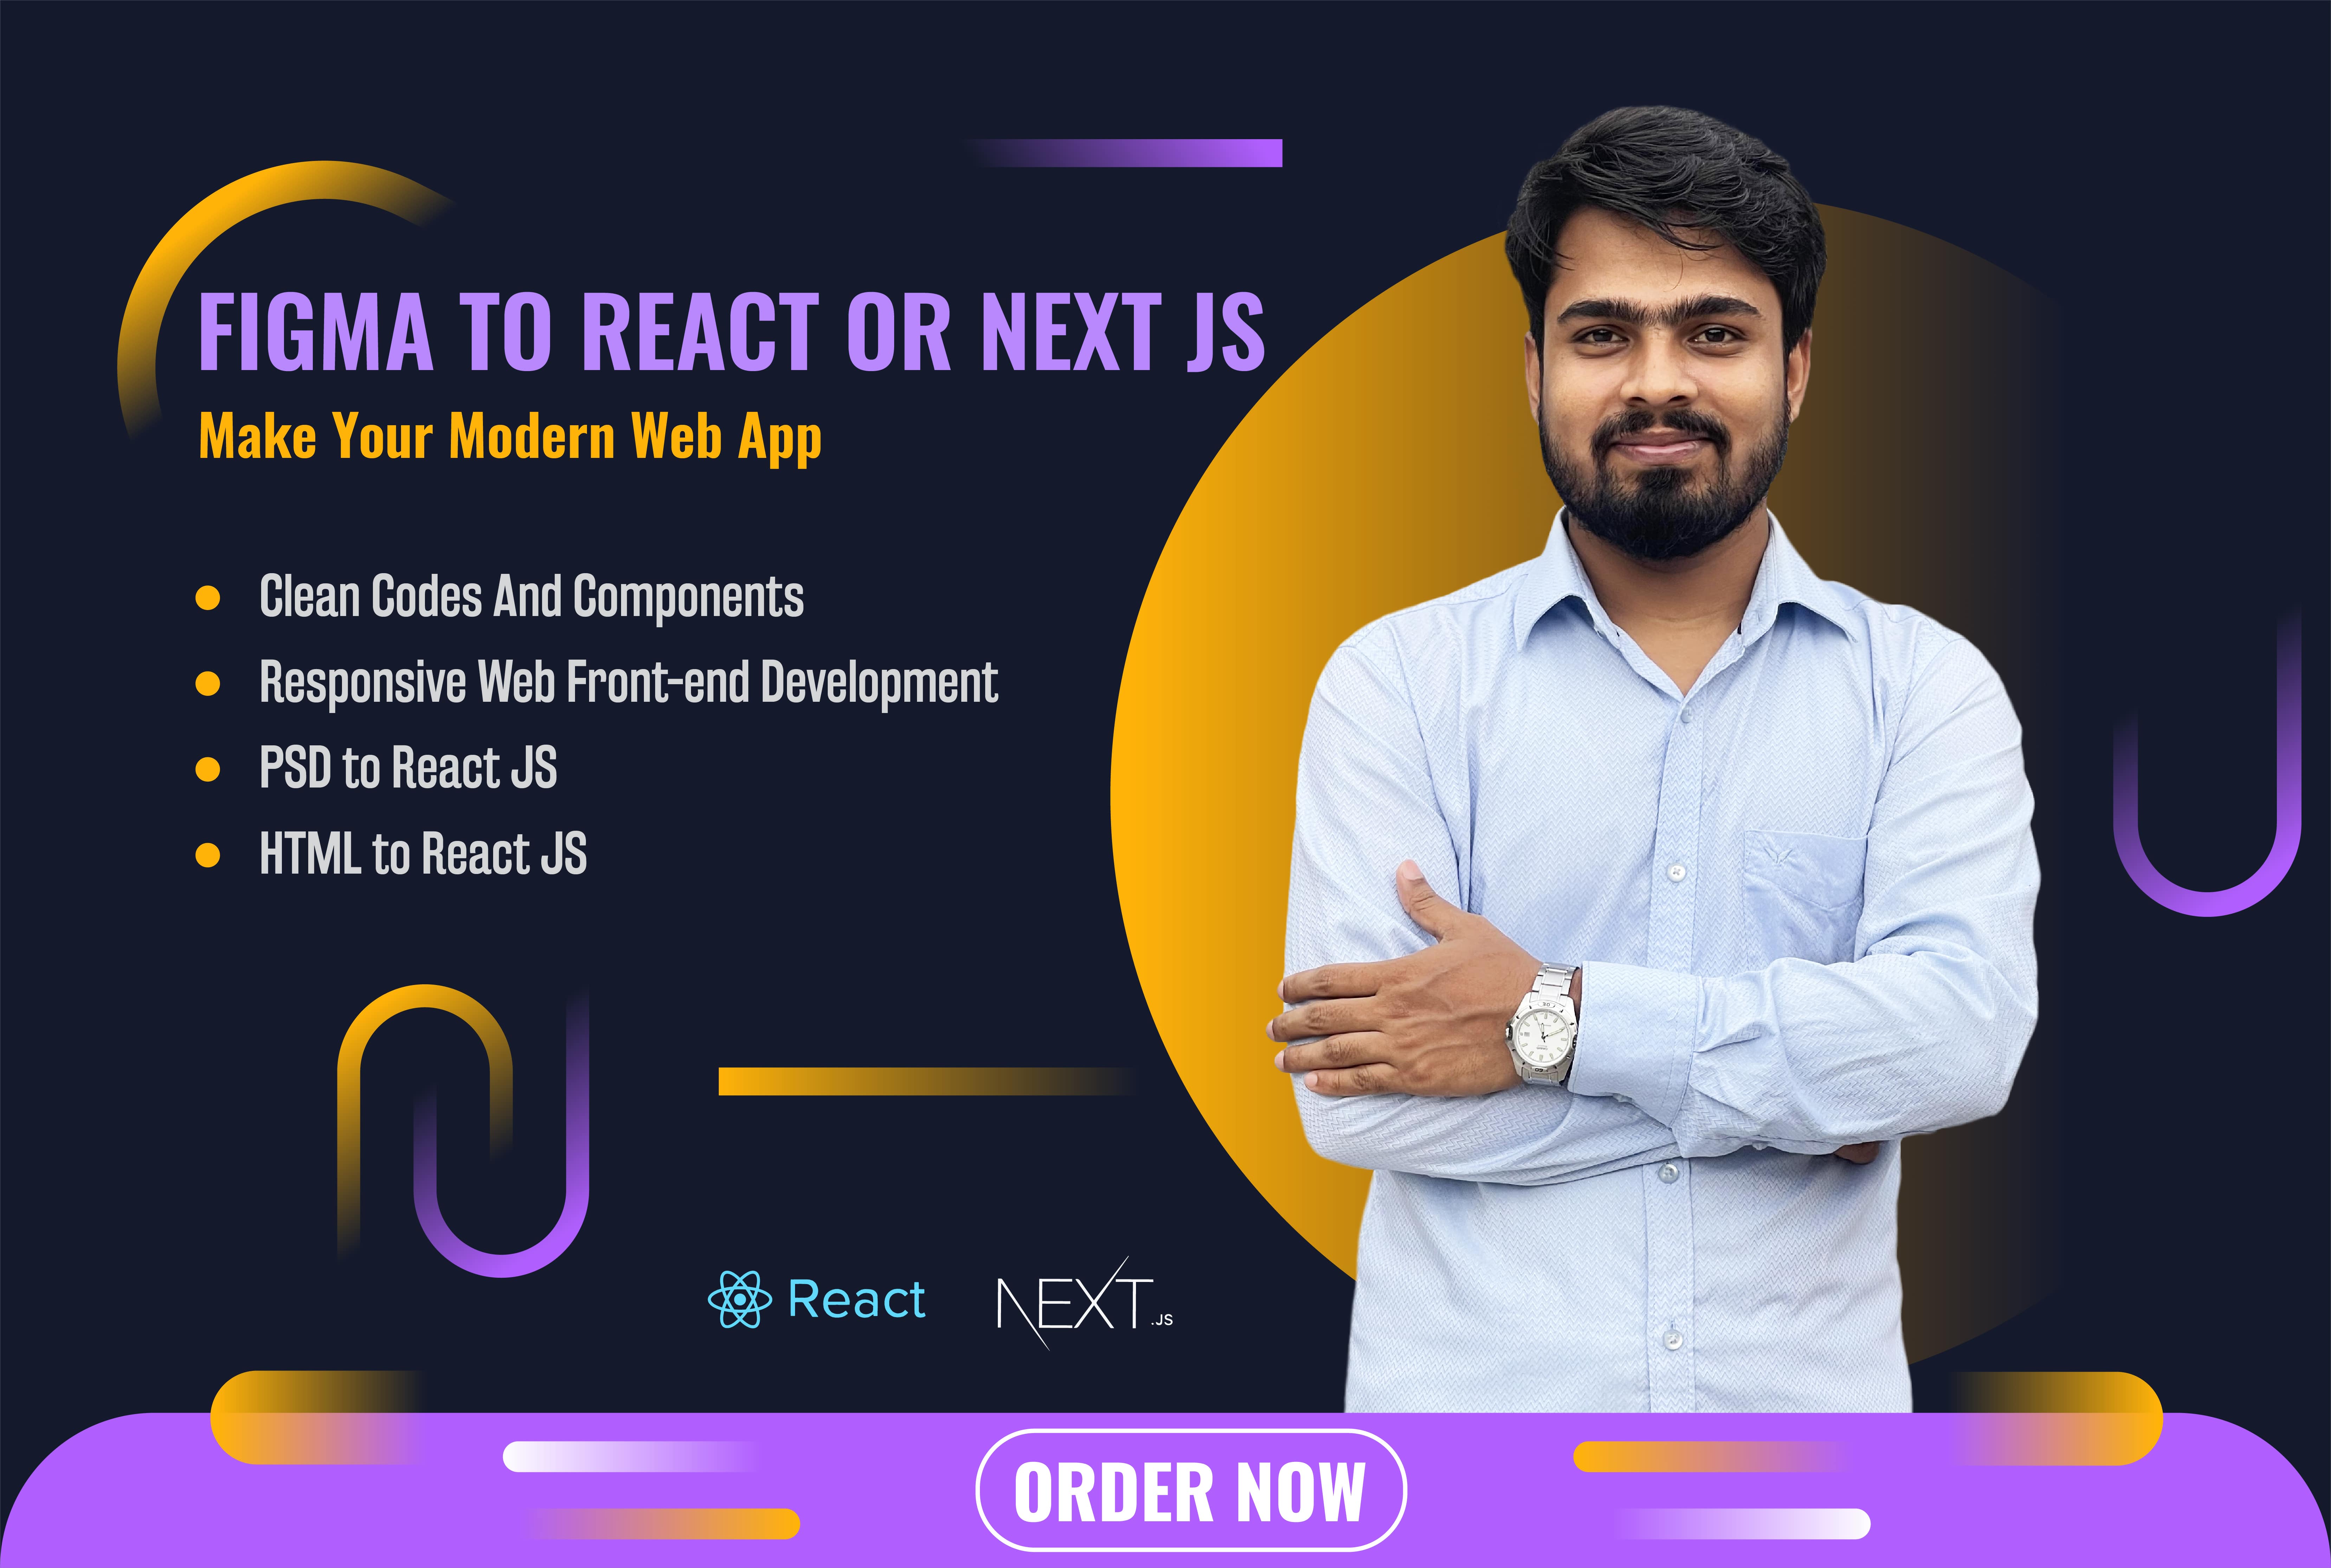 FIGMA TO REACT OR NEXT JS
Make Your Modern Web App
Clean Codes And Components
Responsive Web Front-end Development
PSD to React JS
HTML to React JS
React
NEXT.JS
ORDER NOW